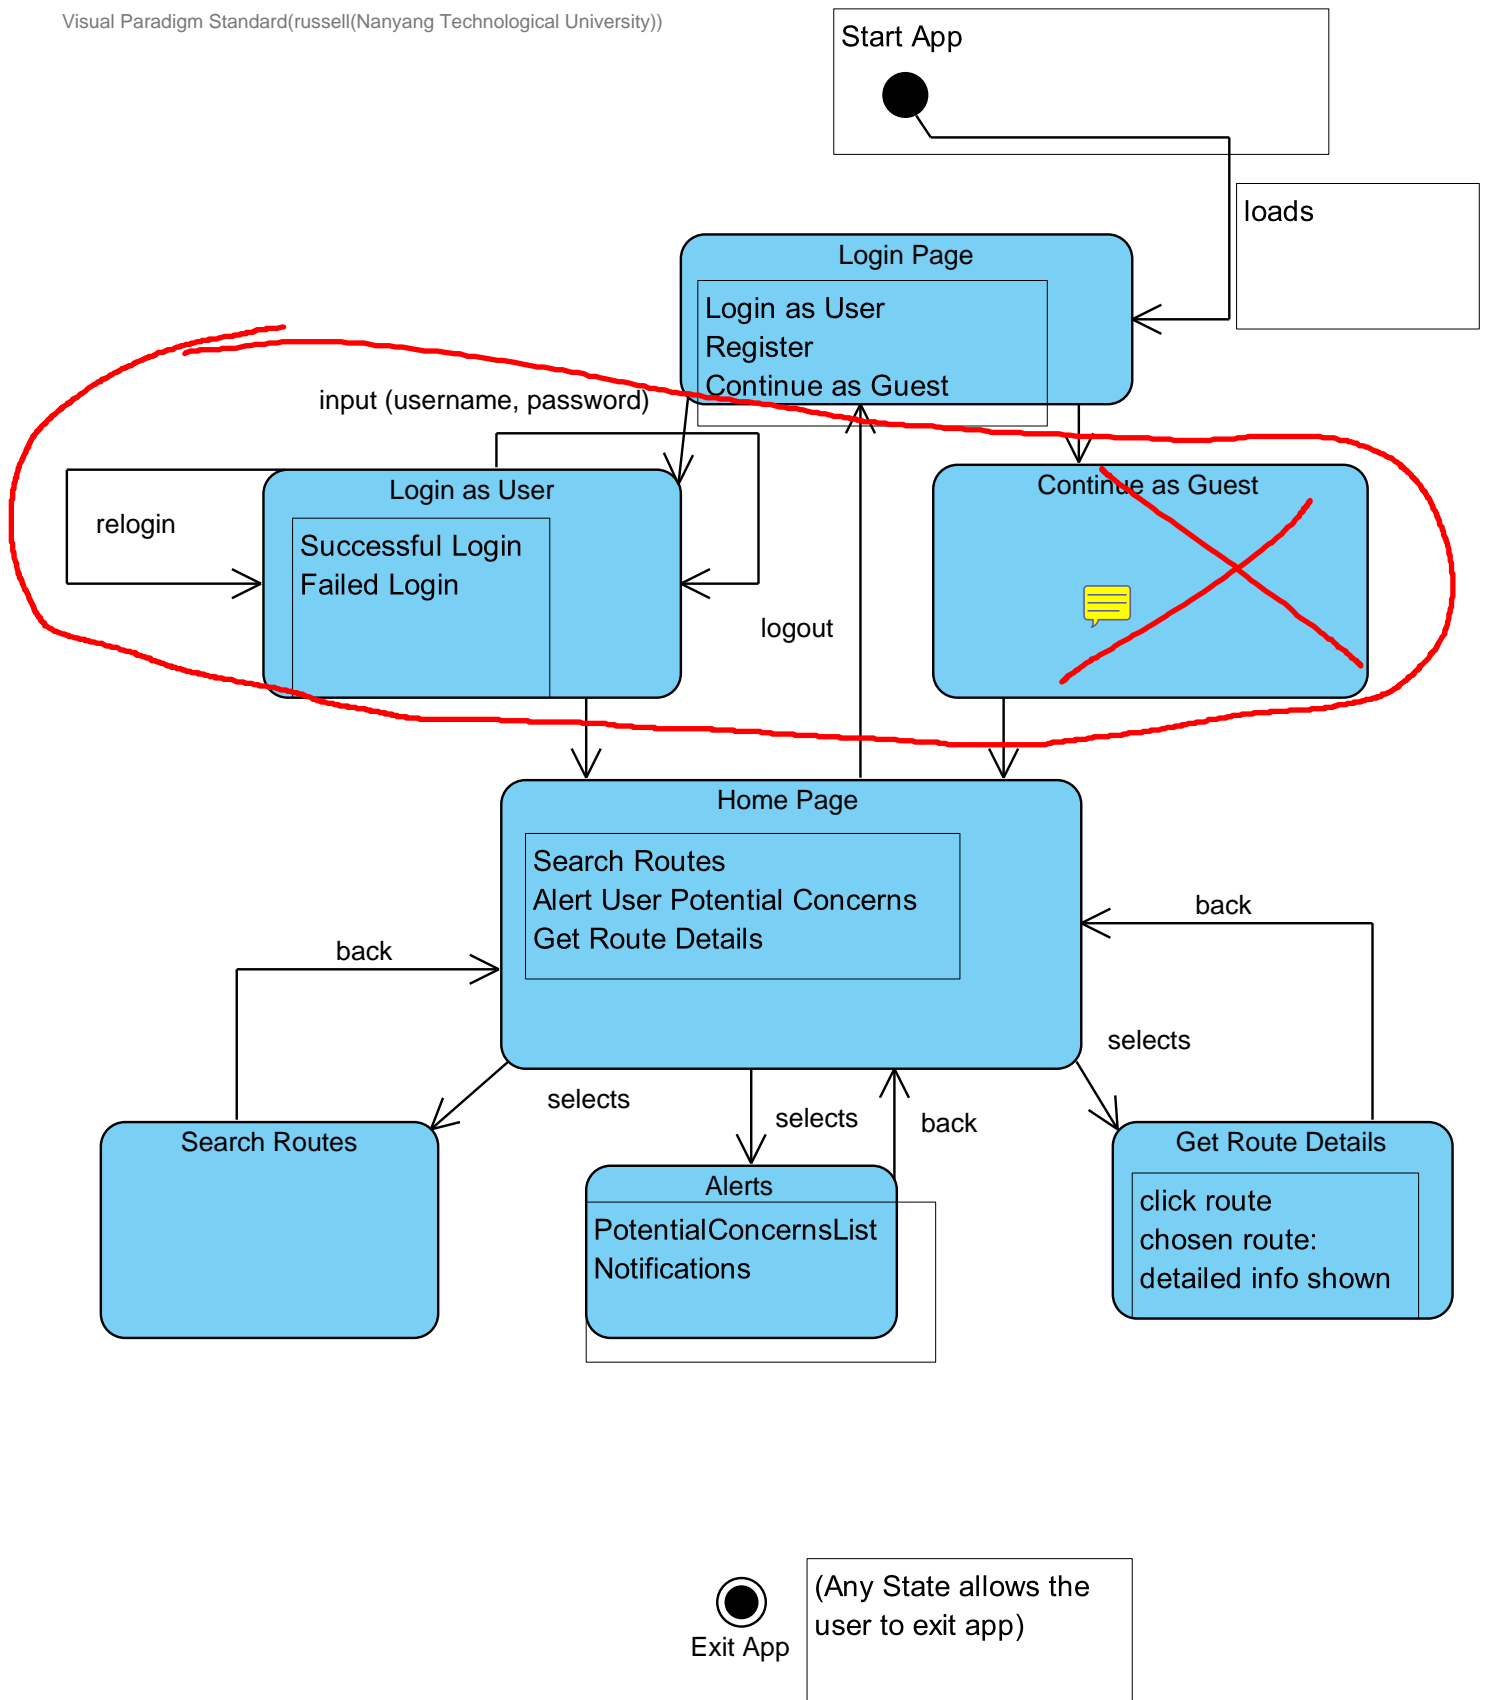 Visual Paradigm Standard(russell(Nanyang Technological University))
Start App
loads
Login Page
Login as User
Register
Continue as Guest
input (username, password)
relogin
Login as User
Successful Login
Failed Login
logout
Continue as Guest
Home Page
Search Routes
Alert User Potential Concerns
Get Route Details
back
back
selects
selects
selects
back
Search Routes
Alerts
PotentialConcernsList
Notifications
Get Route Details
click route
chosen route:
detailed info shown
Exit App
(Any State allows the
user to exit app)